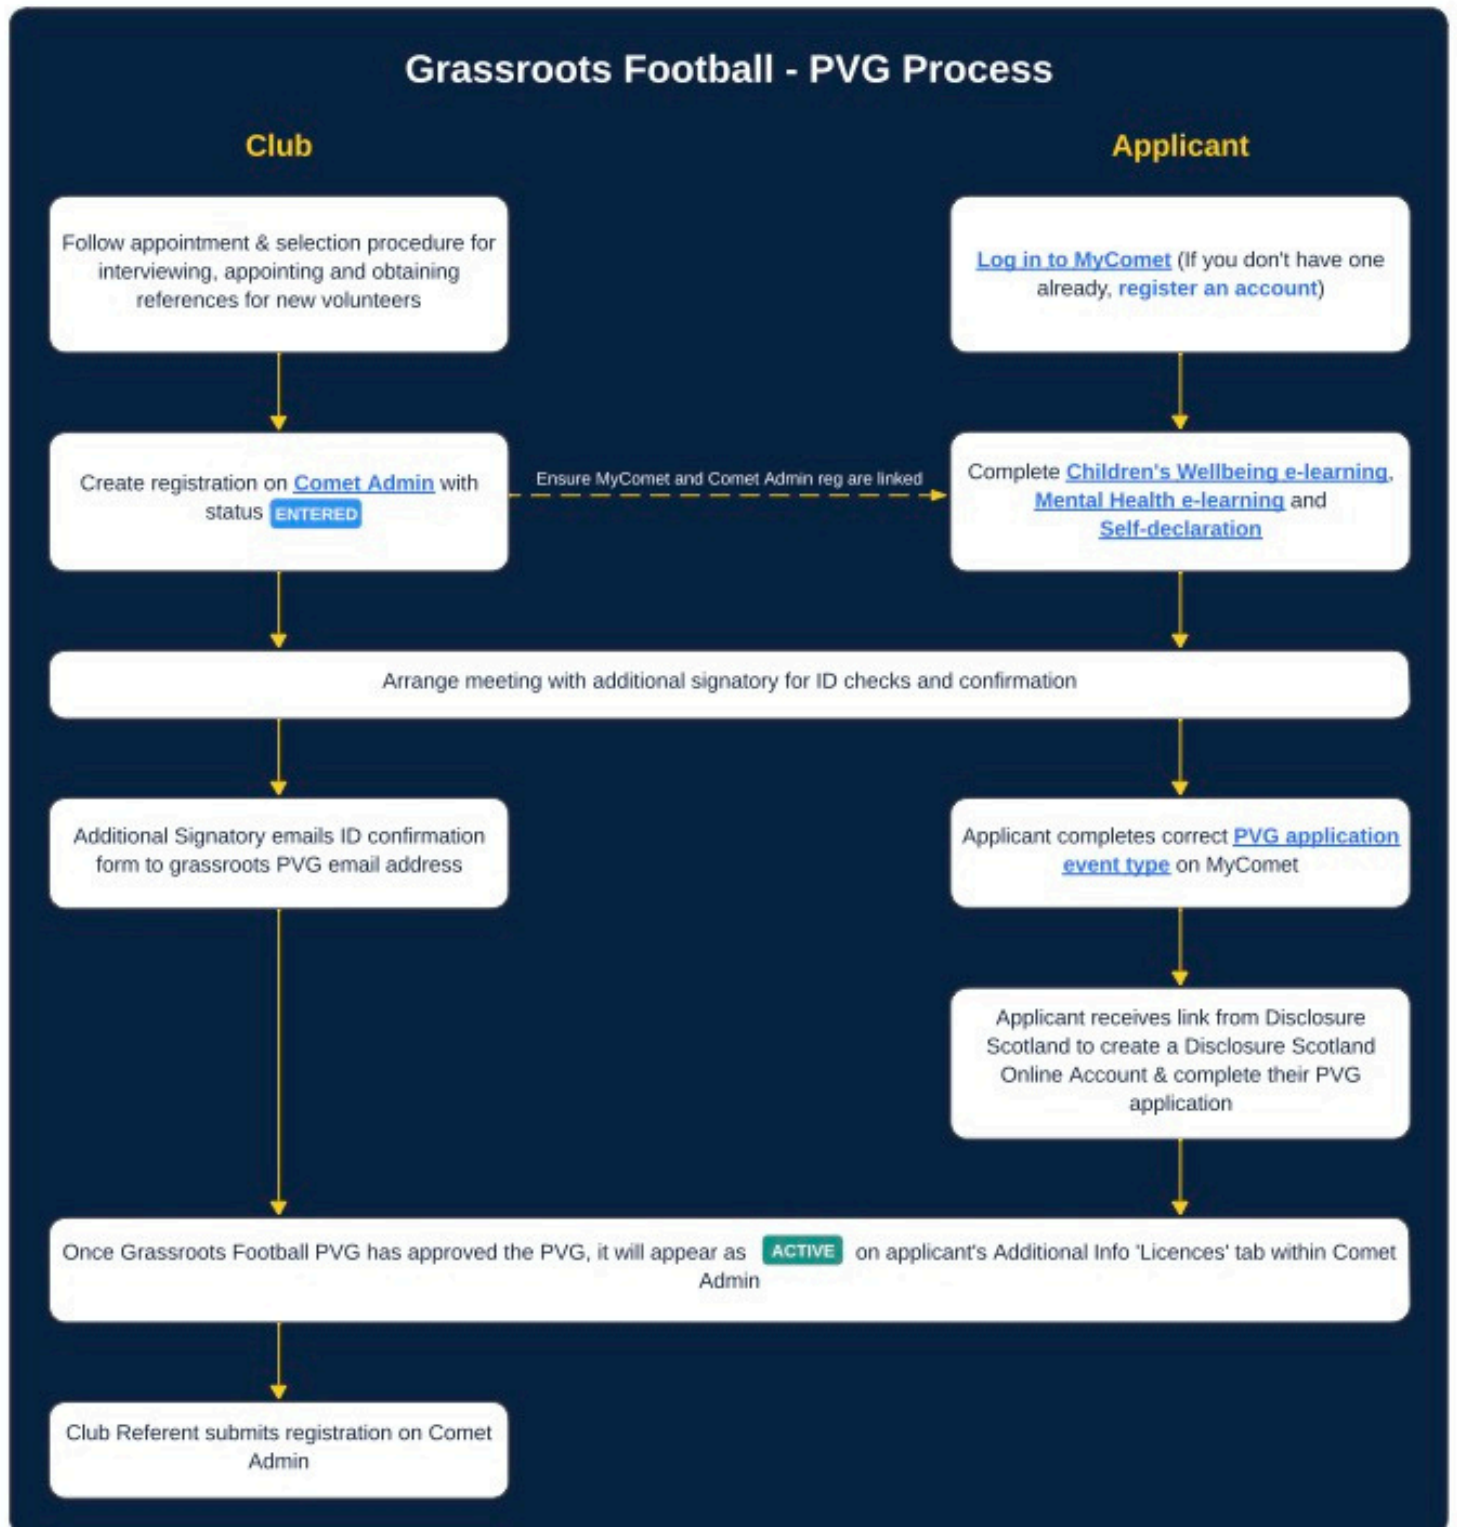 Grassroots Football - PVG Process
Club
Applicant
Follow appointment & selection procedure for
interviewing, appointing and obtaining
references for new volunteers
Log in to MyComet (If you don't have one
already, register an account)
Create registration on Comet Admin with
status ENTERED
Ensure MyComet and Comet Admin reg are linked
Complete Children's Wellbeing e-learning,
Mental Health e-learning and
Self-declaration
Arrange meeting with additional signatory for ID checks and confirmation
Additional Signatory emails ID confirmation
form to grassroots PVG email address
Applicant completes correct PVG application
event type on MyComet
Applicant receives link from Disclosure
Scotland to create a Disclosure Scotland
Online Account & complete their PVG
application
Once Grassroots Football PVG has approved the PVG, it will appear as ACTIVE on applicant's Additional Info 'Licences' tab within Comet
Admin
Club Referent submits registration on Comet
Admin